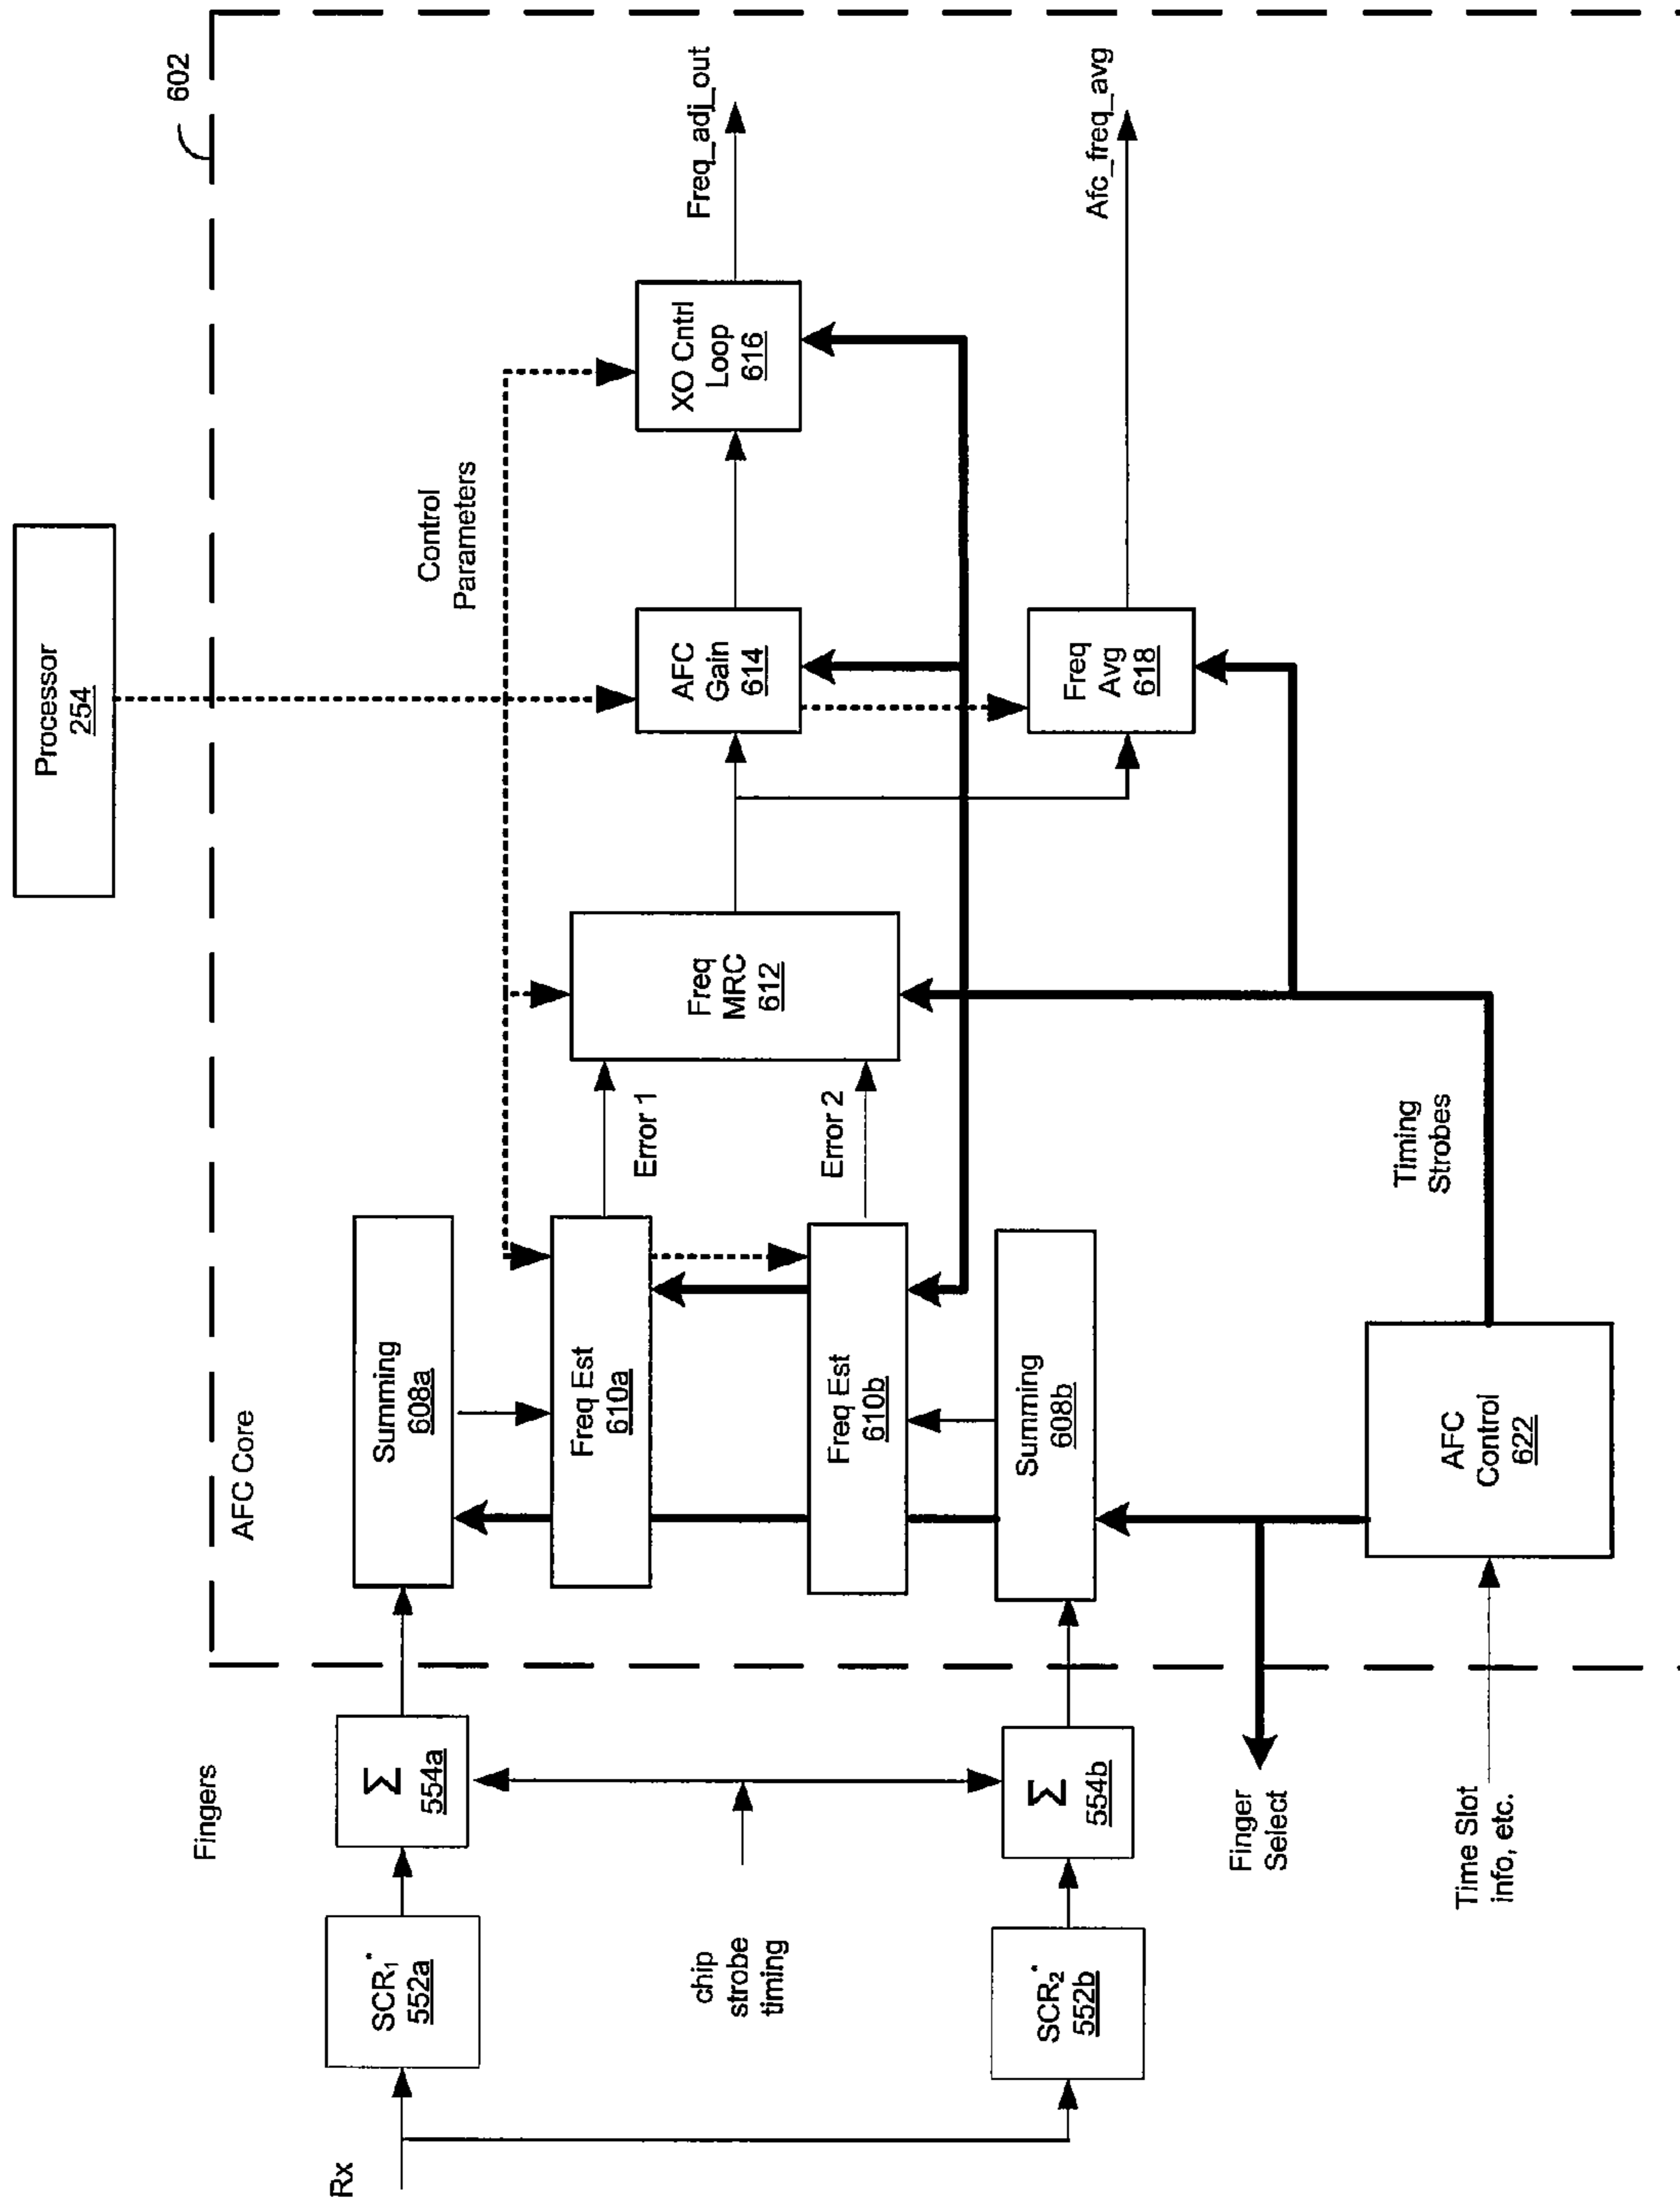 Processor
254
602
AFC Core
Fingers
Rx
SCR1*
552a
Σ
554a
Summing
608a
Control
Parameters
Freq Est
610a
Error 1
Freq
MRC
612
AFC
Gain
614
XO Cntrl
Loop
616
Freq_adj_out
chip
strobe
timing
Freq Est
610b
Error 2
SCR2*
552b
Σ
554b
Summing
608b
Freq
Avg
618
Afc_freq_avg
Finger
Select
Timing
Strobes
Time Slot
info, etc.
AFC
Control
622